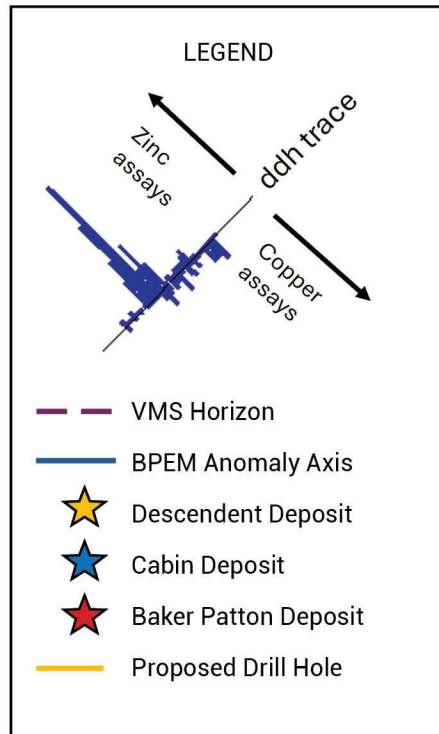 LEGEND
Zinc
assays
ddh trace
Copper
assays
VMS Horizon
BPEM Anomaly Axis
Descendent Deposit
Cabin Deposit
Baker Patton Deposit
Proposed Drill Hole